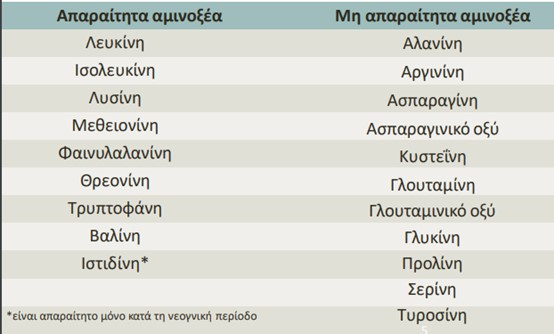 Απαραίτητα αμινοξέα Μη απαραίτητα αμινοξέα
Λευκίνη Αλανίνη
Ισολευκίνη Αργινίνη
Λυσίνη Ασπαραγίνη
Μεθειονίνη Ασπαραγινικό οξύ
Φαινυλαλανίνη Κυστεΐνη
Θρεονίνη Γλουταμίνη
Τρυπτοφάνη Γλουταμινικό οξύ
Βαλίνη Γλυκίνη
Ιστιδίνη* Προλίνη
Σερίνη
*είναι απαραίτητο μόνο κατά τη νεογνική περίοδο Τυροσίνη
5